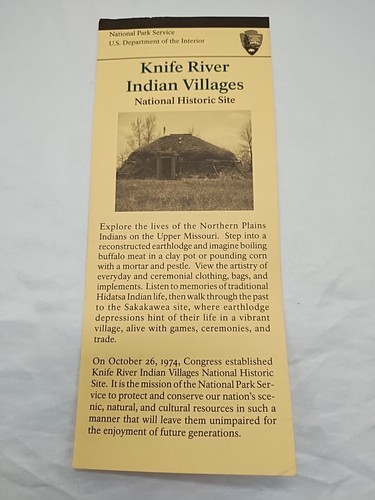 National Park Service
U.S. Department of the Interior
Knife River
Indian Villages
National Historic Site
Explore the lives of the Northern Plains
Indians on the Upper Missouri. Step into a
reconstructed earthlodge and imagine boiling
buffalo meat in a clay pot or pounding corn
with a mortar and pestle. View the artistry of
everyday and ceremonial clothing, bags, and
implements. Listen to memories of traditional
Hidatsa Indian life, then walk through the past
to the Sakakawea site, where earthlodge
depressions hint of their life in a vibrant
village, alive with games, ceremonies, and
trade.
On October 26, 1974, Congress established
Knife River Indian Villages National Historic
Site. It is the mission of the National Park Ser-
vice to protect and conserve our nation's sce-
nic, natural, and cultural resources in such a
manner that will leave them unimpaired for
the enjoyment of future generations.